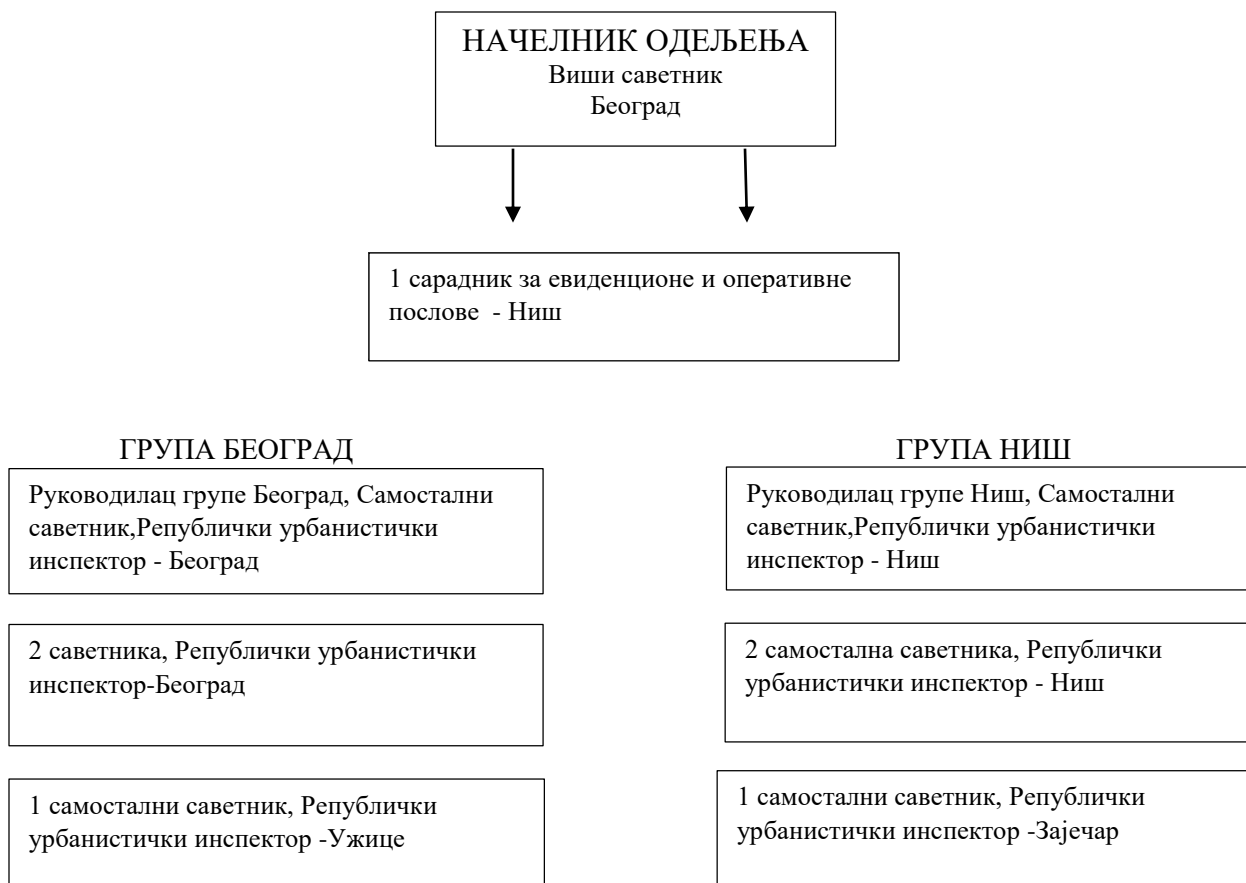 НАЧЕЛНИК ОДЕЉЕЊА
Виши саветник
Београд
1 сарадник за евиденционе и оперативне
послове - Ниш
ГРУПА БЕОГРАД
Руководилац групе Београд, Самостални
саветник,Републички урбанистички
инспектор - Београд
2 саветника, Републички урбанистички
инспектор-Београд
1 самостални саветник, Републички
урбанистички инспектор -Ужице
ГРУПА НИШ
Руководилац групе Ниш, Самостални
саветник,Републички урбанистички
инспектор - Ниш
2 самостална саветника, Републички
урбанистички инспектор - Ниш
1 самостални саветник, Републички
урбанистички инспектор -Зајечар